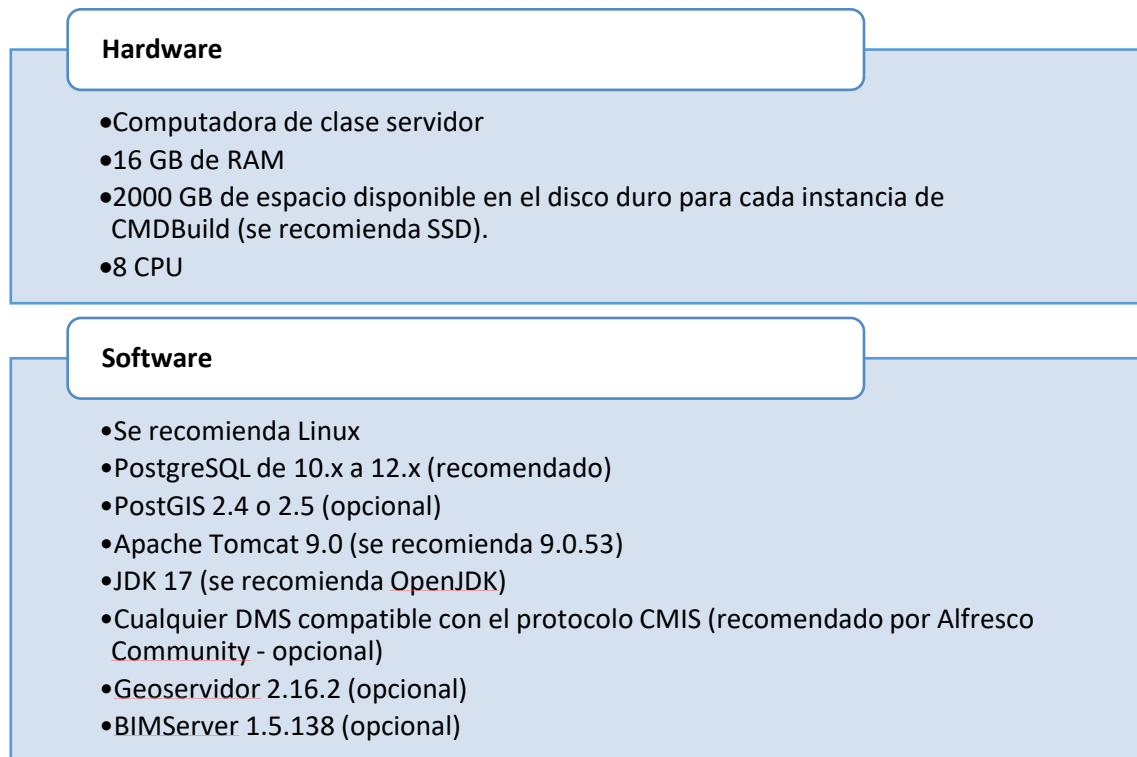 Hardware
•Computadora de clase servidor
•16 GB de RAM
•2000 GB de espacio disponible en el disco duro para cada instancia de
CMDBuild (se recomienda SSD).
•8 CPU
Software
•Se recomienda Linux
•PostgreSQL de 10.x a 12.x (recomendado)
•PostGIS 2.4 o 2.5 (opcional)
•Apache Tomcat 9.0 (se recomienda 9.0.53)
•JDK 17 (se recomienda OpenJDK)
•Cualquier DMS compatible con el protocolo CMIS (recomendado por Alfresco
Community - opcional)
•Geoservidor 2.16.2 (opcional)
•BIMServer 1.5.138 (opcional)